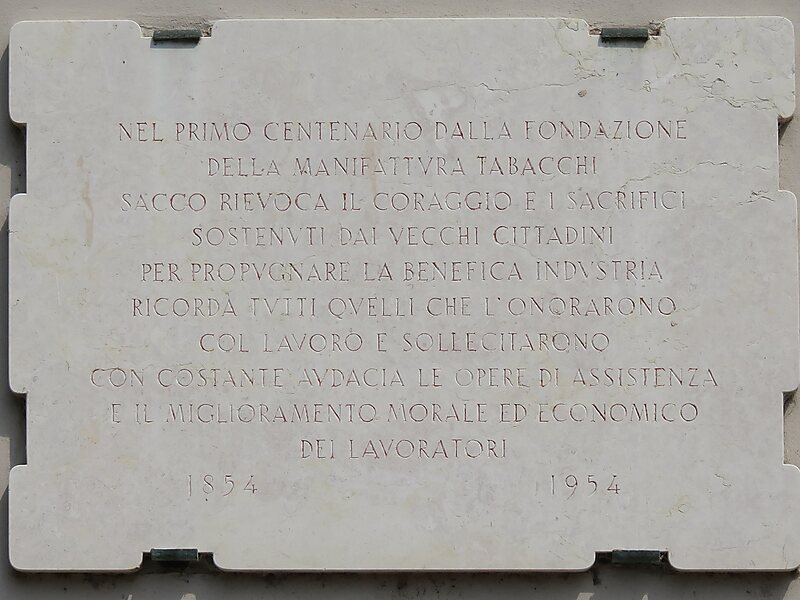 NEL PRIMO CENTENARIO DALLA FONDAZIONE
DELLA MANIFATTVRA TABACCHI
SACCO RIEVOCA IL CORAGGIO E I SACRIFICI
SOSTENVTI DAI VECCHI CITTADINI
PER PROPVGNARE LA BENEFICA INDVSTRIA
RICORDA TVTTI QVELLI CHE L'ONORARONO
COL LAVORO E SOLLECITARONO
CON COSTANTE AVDACIA LE OPERE DI ASSISTENZA
E IL MIGLIORAMENTO MORALE ED ECONOMICO
DEI LAVORATORI
1854 1954